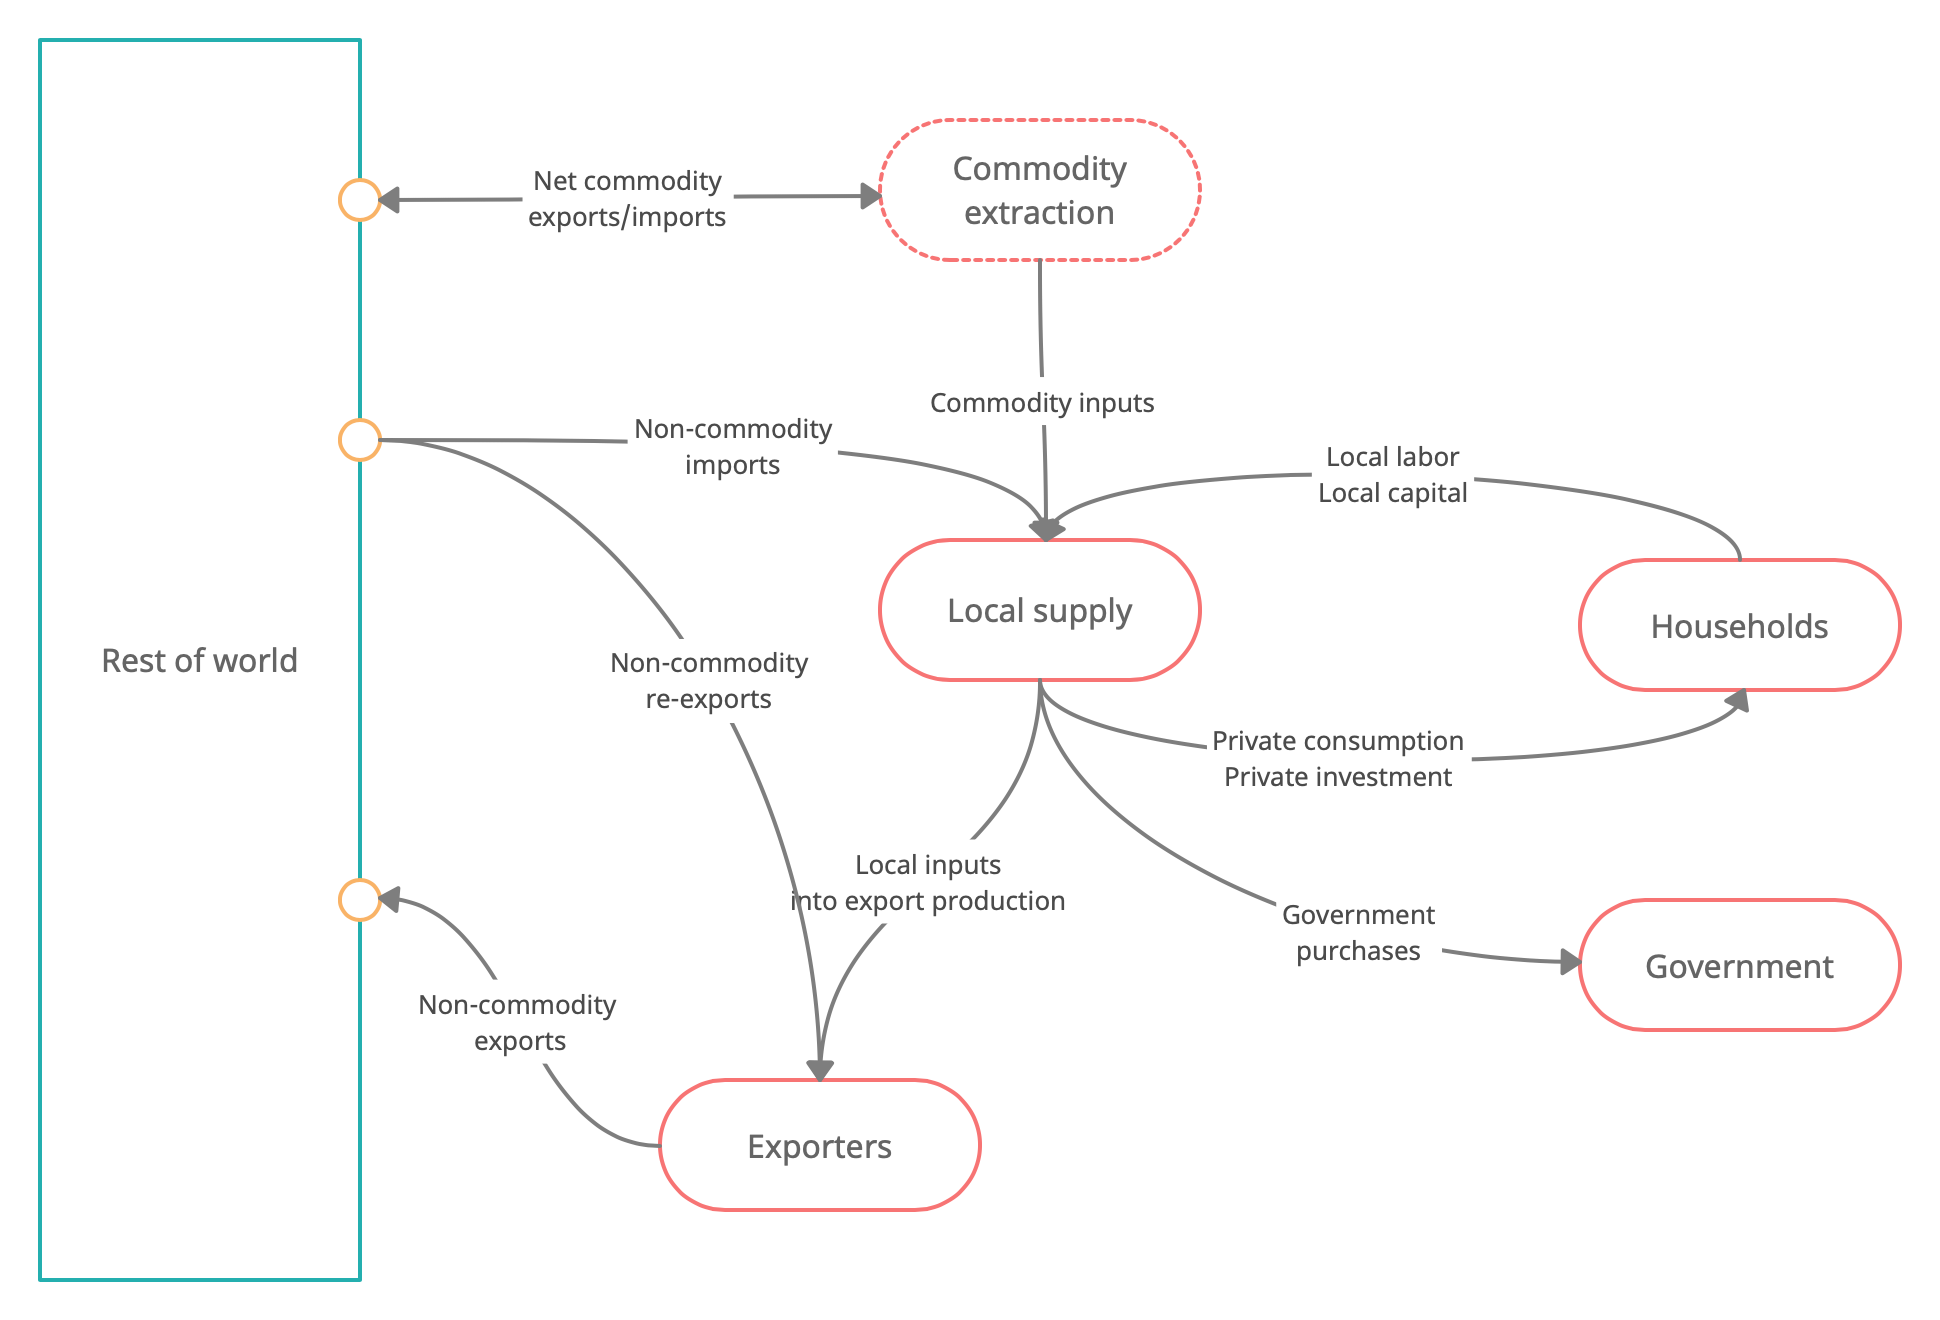 Commodity
extraction
Net commodity
exports/imports
Commodity inputs
Non-commodity
imports
Local labor
Local capital
Local supply
Households
Rest of world
Non-commodity
re-exports
Private consumption
Private investment
Local inputs
into export production
Government
purchases
Government
Non-commodity
exports
Exporters